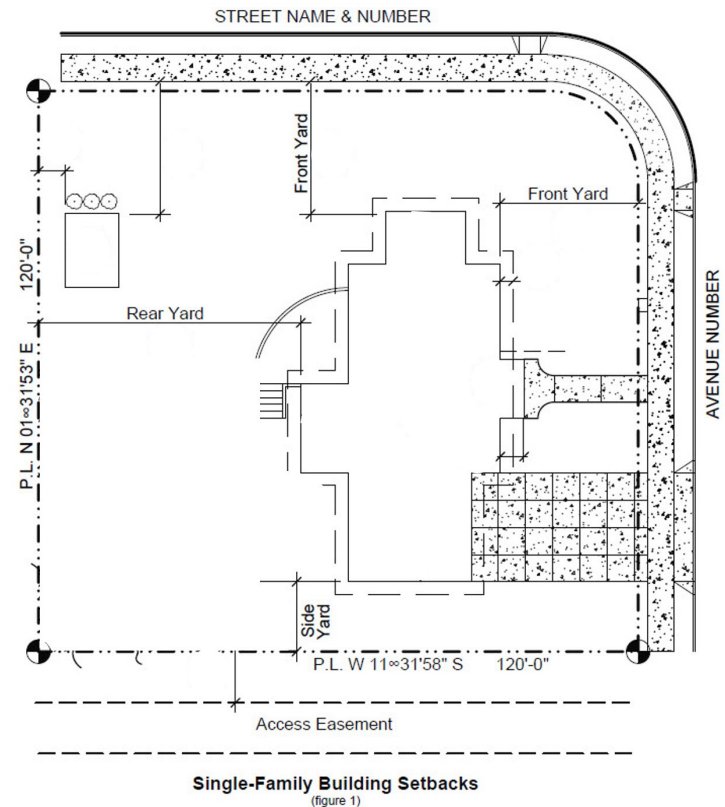 STREET NAME & NUMBER
Front Yard
Front Yard
120'-0"
Rear Yard
P.L. N 01∞31'53" E
AVENUE NUMBER
Side
Yard
P.L. W 11∞31'58" S 120'-0"
Access Easement
Single-Family Building Setbacks
(figure 1)